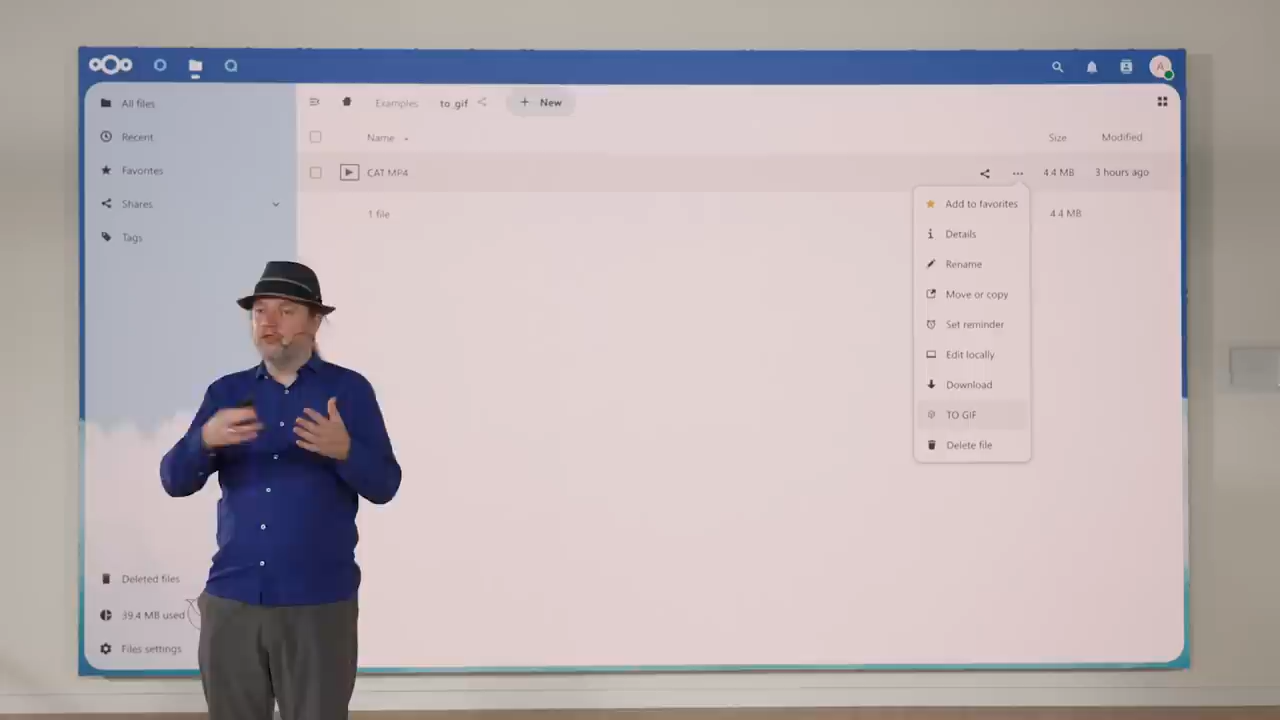 A
All files
Recent
Favorites
Shares
Tags
Examples to_gif + New
Name Size Modified
CAT MP4 4.4 MB 3 hours ago
1 file 4.4 MB
Add to favorites
Details
Rename
Move or copy
Set reminder
Edit locally
Download
TO GIF
Delete file
Deleted files
39.4 MB used
Files settings